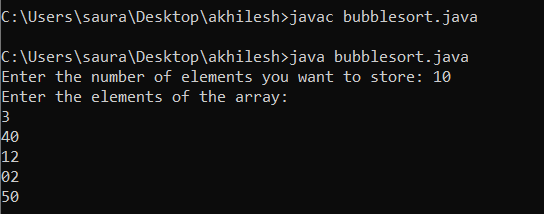 C:\Users\saura\Desktop\akhilesh>javac bubblesort.java
C:\Users\saura\Desktop\akhilesh>java bubblesort.java
Enter the number of elements you want to store: 10
Enter the elements of the array:
3
40
12
02
50